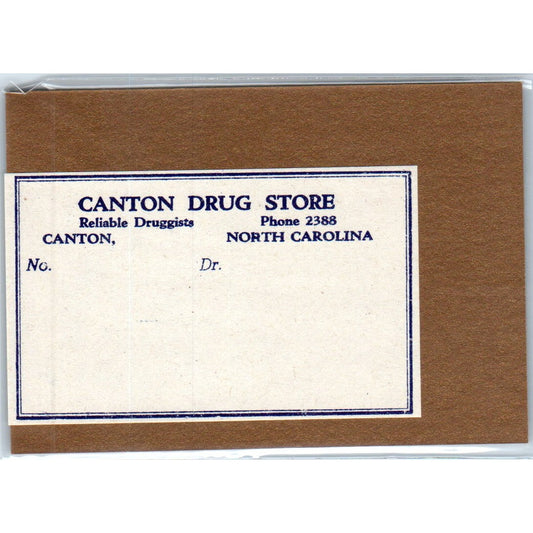 CANTON DRUG STORE
Reliable Druggists Phone 2388
CANTON, NORTH CAROLINA
No. Dr.